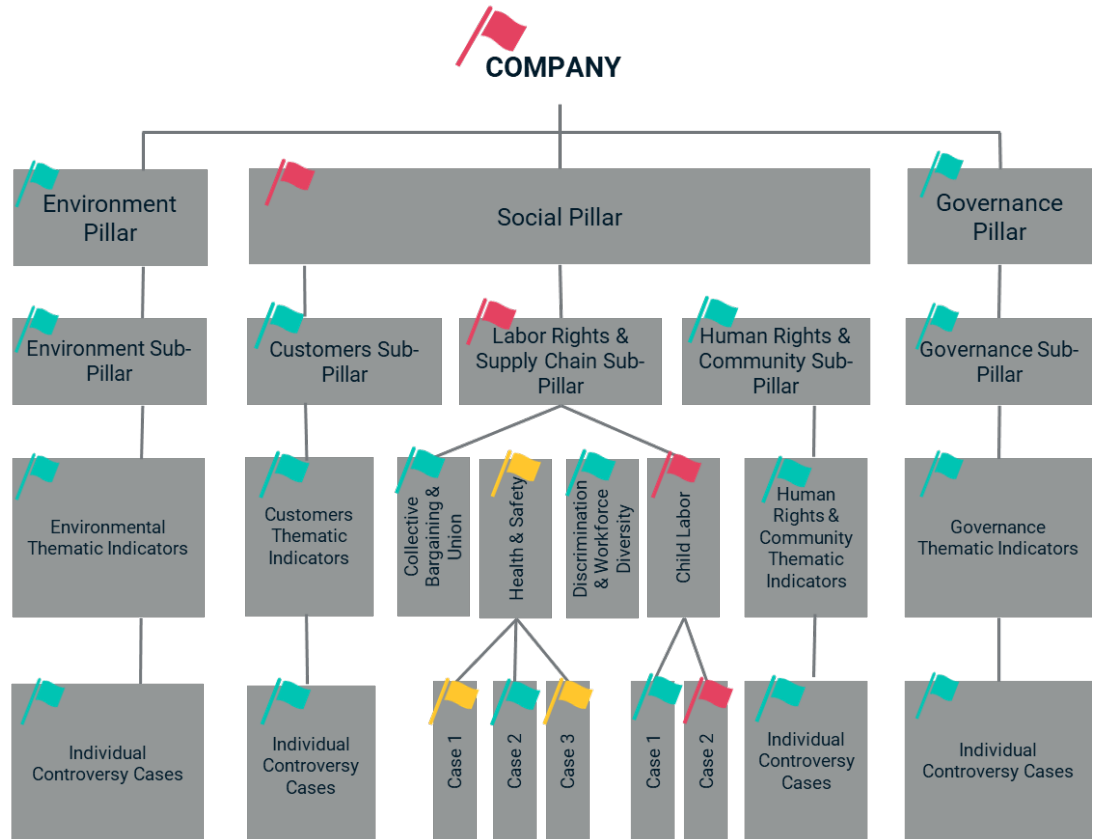 COMPANY
Environment
Pillar
Social Pillar
Governance
Pillar
Environment Sub-
Pillar
Customers Sub-
Pillar
Labor Rights &
Supply Chain Sub-
Pillar
Human Rights &
Community Sub-
Pillar
Governance Sub-
Pillar
Environmental
Thematic Indicators
Customers
Thematic
Indicators
Collective
Bargaining &
Union
Health & Safety
Discrimination
& Workforce
Diversity
Child Labor
Human
Rights &
Community
Thematic
Indicators
Governance
Thematic Indicators
Individual
Controversy Cases
Individual
Controversy
Cases
Case 1
Case 2
Case 3
Case 1
Case 2
Individual
Controversy
Cases
Individual
Controversy Cases